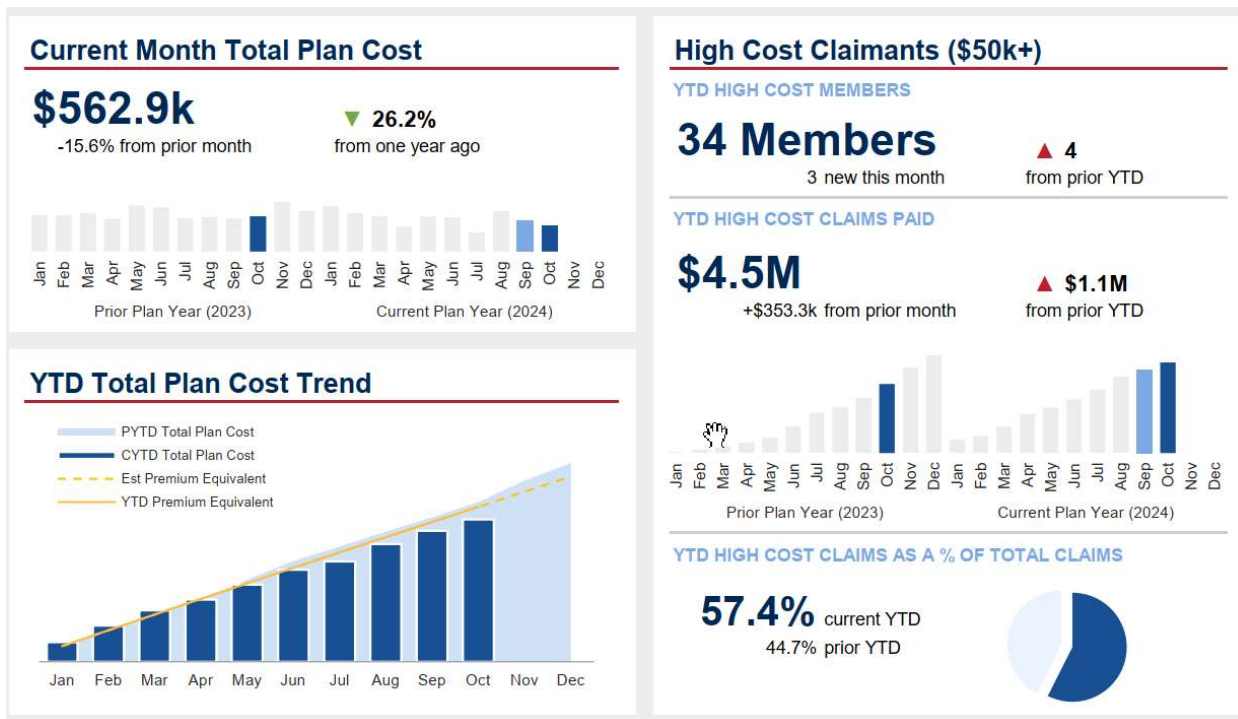 Current Month Total Plan Cost
$562.9k
-15.6% from prior month
▼ 26.2%
from one year ago
Jan Feb Mar Apr May Jun Jul Aug Sep Oct Nov Dec Jan Feb Mar Apr May Jun Jul Aug Sep Oct Nov Dec
Prior Plan Year (2023) Current Plan Year (2024)
YTD Total Plan Cost Trend
PYTD Total Plan Cost
CYTD Total Plan Cost
Est Premium Equivalent
YTD Premium Equivalent
Jan Feb Mar Apr May Jun Jul Aug Sep Oct Nov Dec
High Cost Claimants ($50k+)
YTD HIGH COST MEMBERS
34 Members
3 new this month
▲ 4
from prior YTD
YTD HIGH COST CLAIMS PAID
$4.5M
+$353.3k from prior month
▲ $1.1M
from prior YTD
Jan Feb Mar Apr May Jun Jul Aug Sep Oct Nov Dec Jan Feb Mar Apr May Jun Jul Aug Sep Oct Nov Dec
Prior Plan Year (2023) Current Plan Year (2024)
YTD HIGH COST CLAIMS AS A % OF TOTAL CLAIMS
57.4% current YTD
44.7% prior YTD